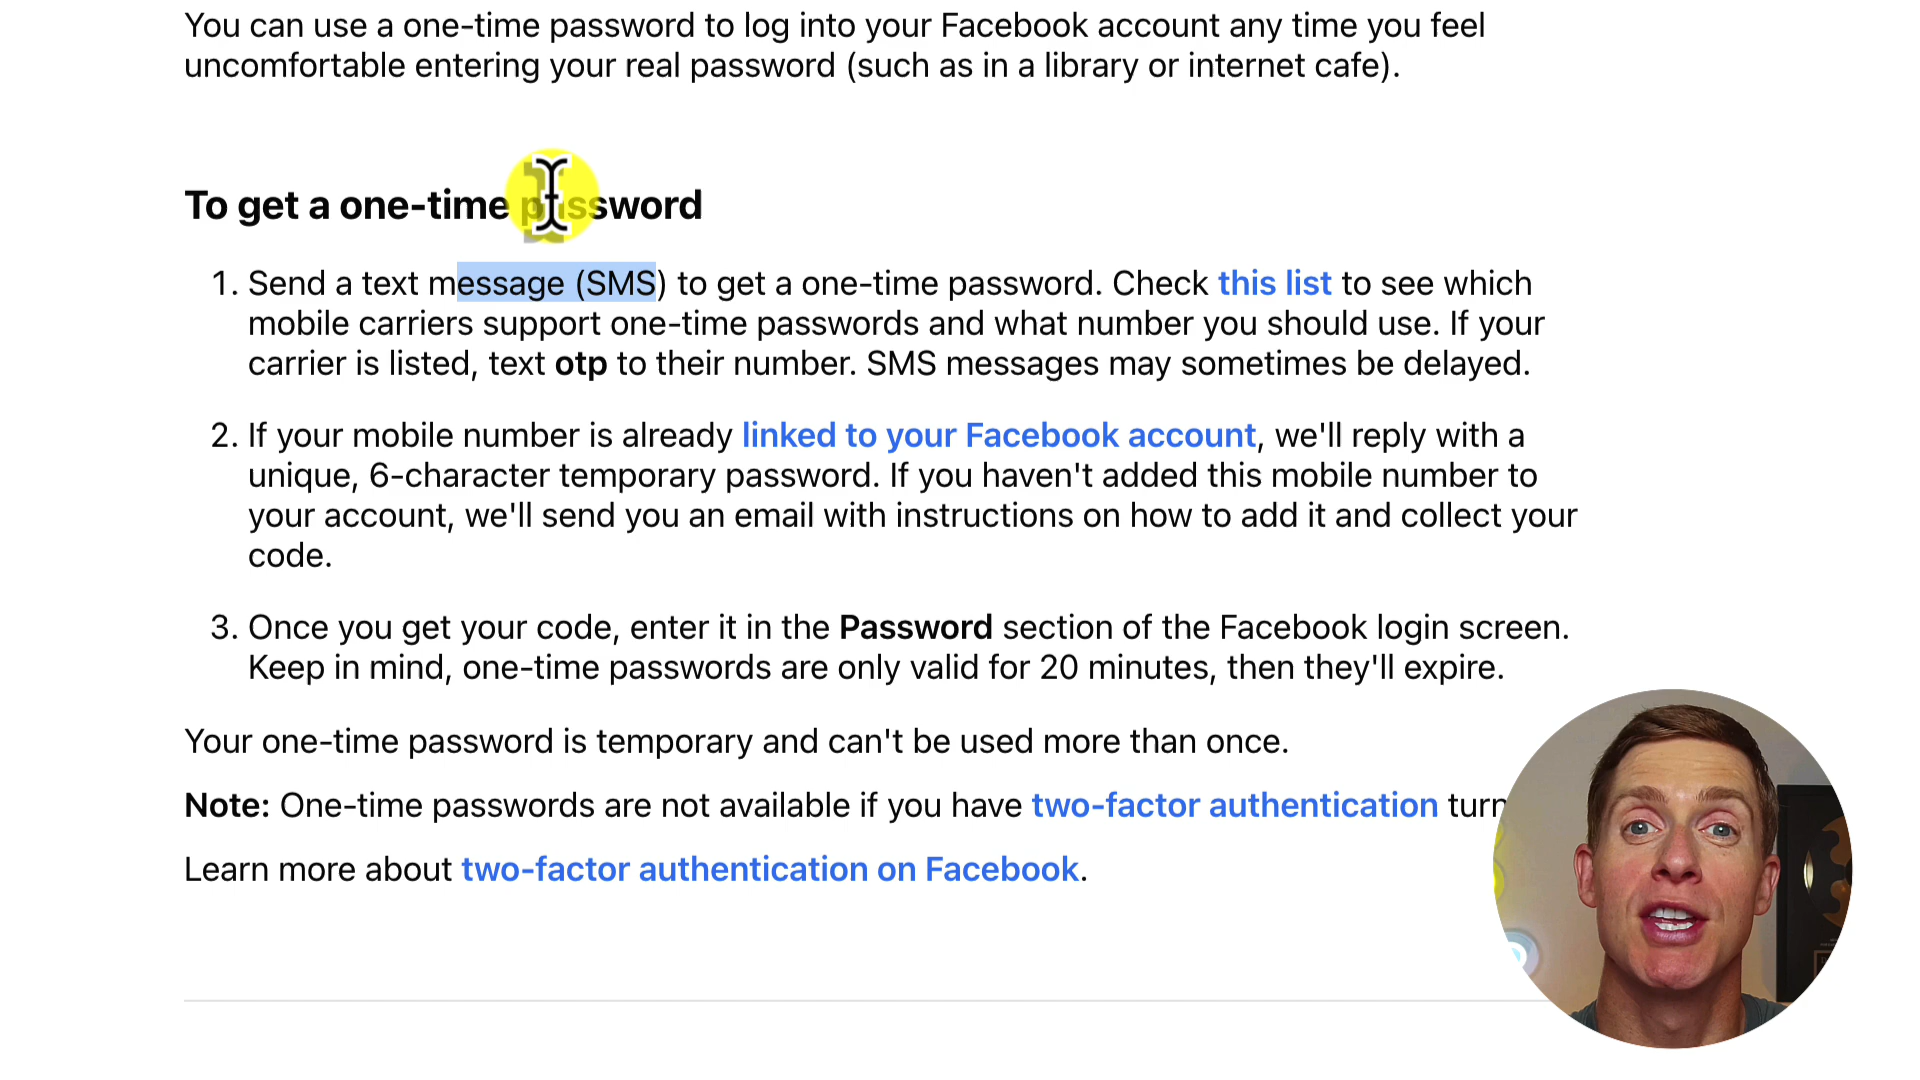 You can use a one-time password to log into your Facebook account any time you feel
uncomfortable entering your real password (such as in a library or internet cafe).
To get a one-time password
1. Send a text message (SMS) to get a one-time password. Check this list to see which
mobile carriers support one-time passwords and what number you should use. If your
carrier is listed, text otp to their number. SMS messages may sometimes be delayed.
2. If your mobile number is already linked to your Facebook account, we'll reply with a
unique, 6-character temporary password. If you haven't added this mobile number to
your account, we'll send you an email with instructions on how to add it and collect your
code.
3. Once you get your code, enter it in the Password section of the Facebook login screen.
Keep in mind, one-time passwords are only valid for 20 minutes, then they'll expire.
Your one-time password is temporary and can't be used more than once.
Note: One-time passwords are not available if you have two-factor authentication turn
Learn more about two-factor authentication on Facebook.